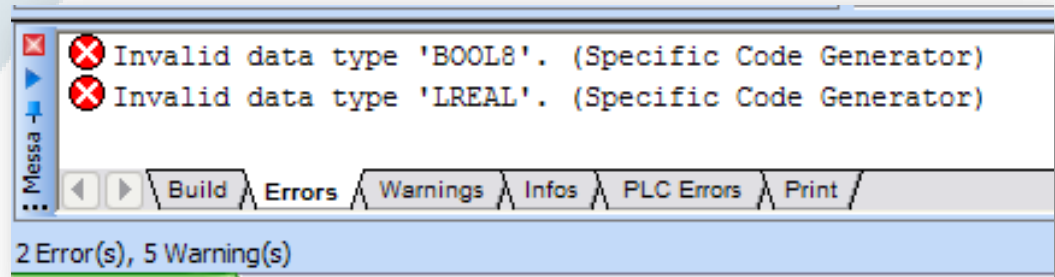 Invalid data type 'BOOL8'. (Specific Code Generator)
Invalid data type 'LREAL'. (Specific Code Generator)
Messa ...
Build Errors Warnings Infos PLC Errors Print
2 Error(s), 5 Warning(s)